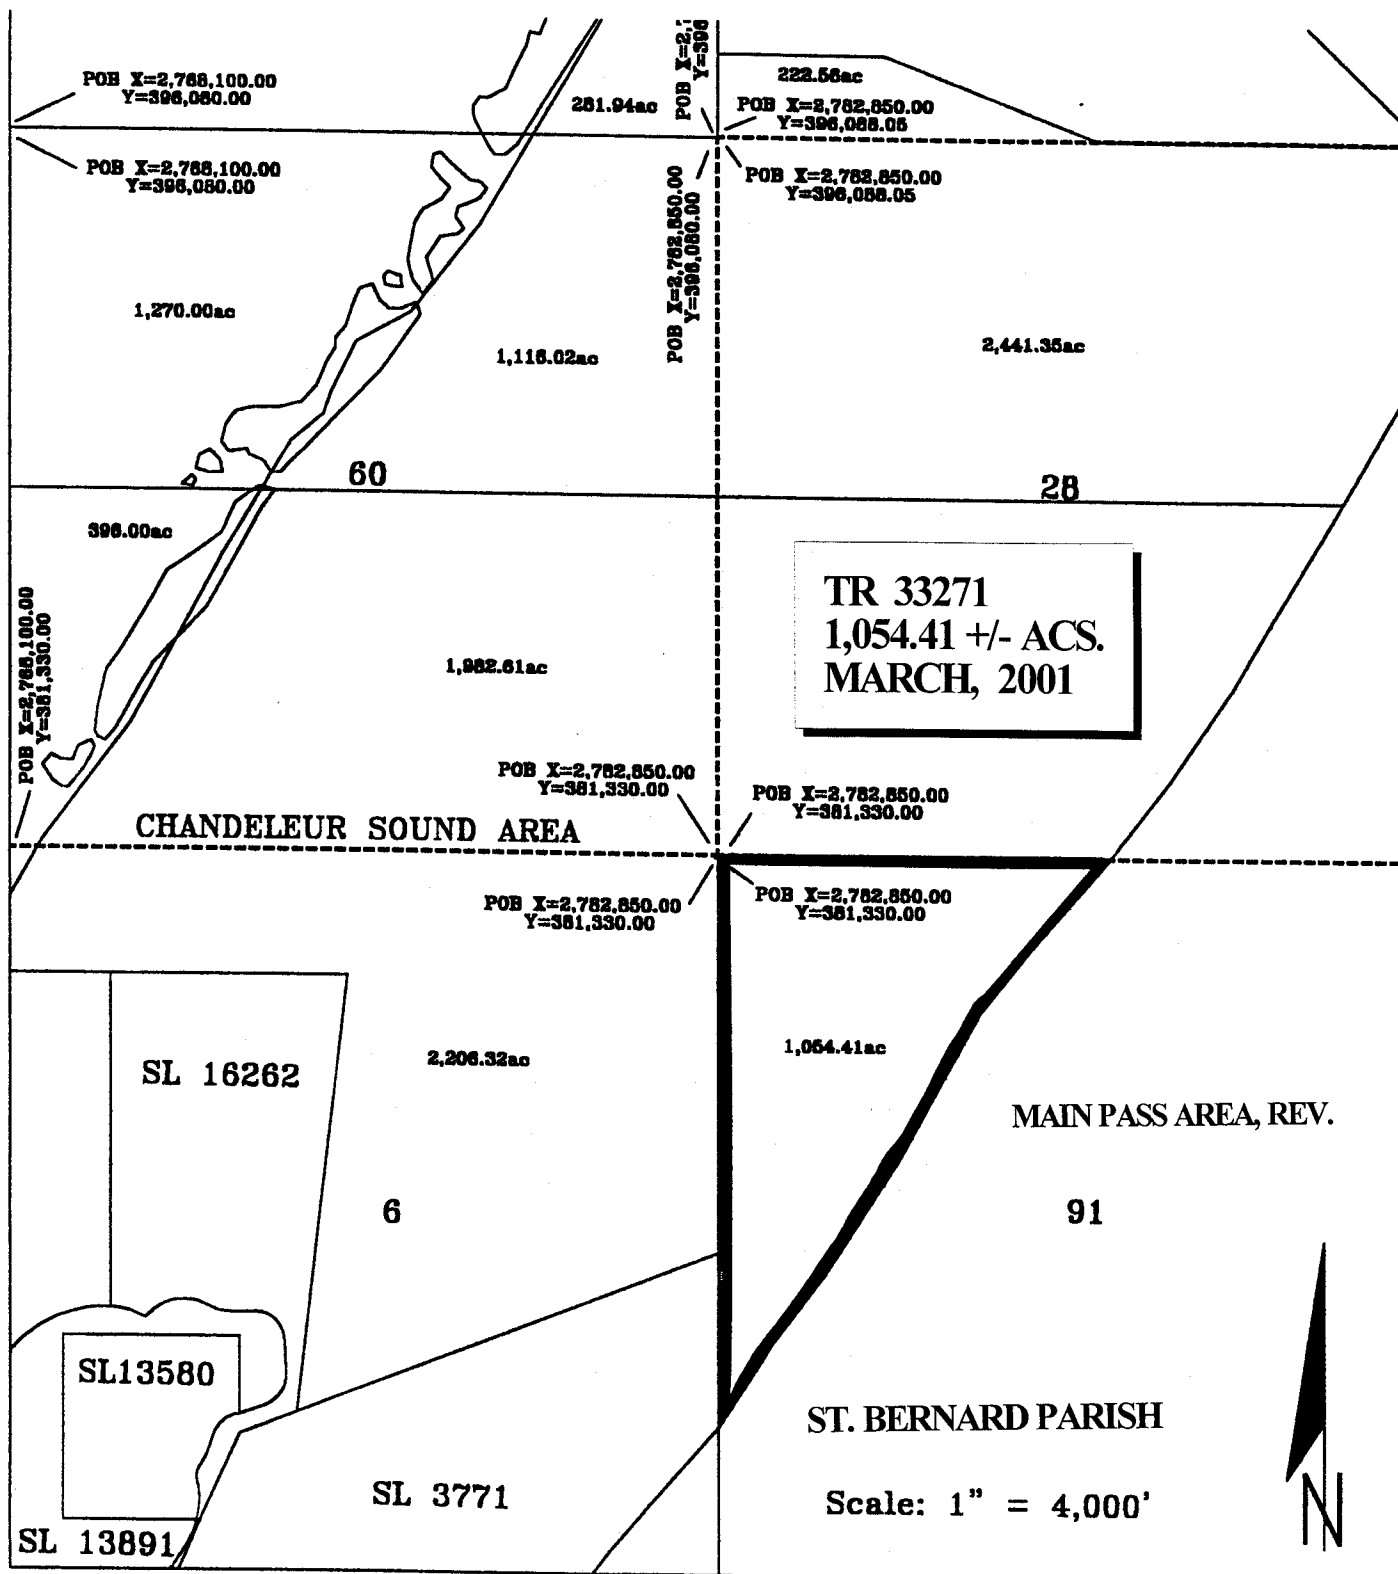 POB X=2,768,100.00
Y=396,080.00
POB X=2,768,100.00
Y=396,080.00
281.94ac
POB X=2,7
Y=396
222.56ac
POB X=2,782,850.00
Y=396,088.05
POB X=2,782,850.00
Y=396,088.05
POB X=2,782,850.00
Y=396,080.00
1,270.00ac
1,116.02ac
2,441.35ac
60
28
396.00ac
TR 33271
1,054.41 +/- ACS.
MARCH, 2001
POB X=2,768,100.00
Y=381,330.00
1,982.61ac
POB X=2,782,850.00
Y=381,330.00
POB X=2,782,850.00
Y=381,330.00
CHANDELEUR SOUND AREA
POB X=2,782,850.00
Y=381,330.00
POB X=2,782,850.00
Y=381,330.00
SL 16262
2,206.32ac
1,054.41ac
MAIN PASS AREA, REV.
6
91
SL13580
ST. BERNARD PARISH
SL 3771
Scale: 1" = 4,000'
SL 13891
N